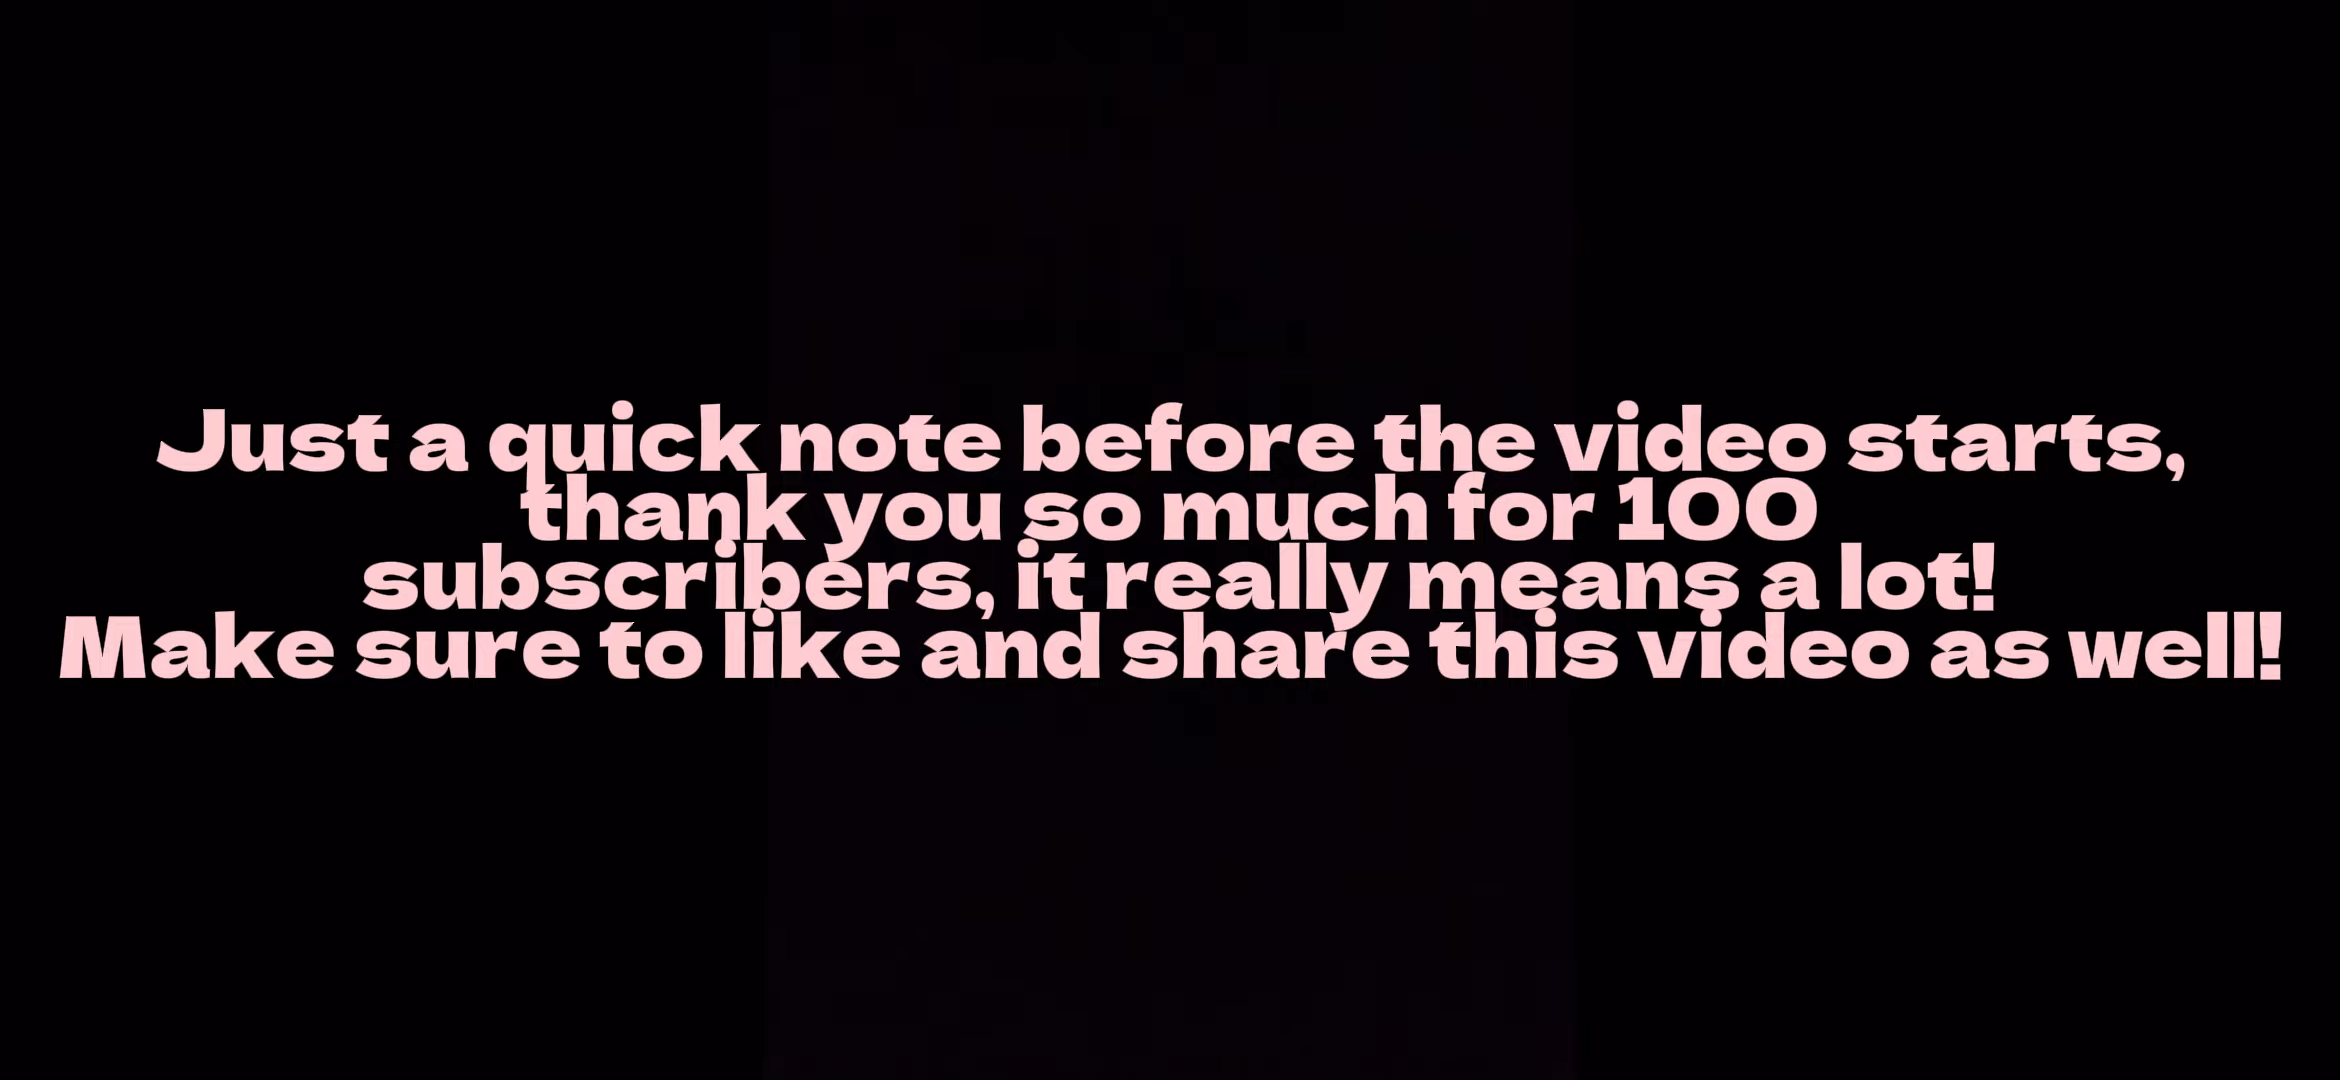 Just a quick note before the video starts,
thank you so much for 100
subscribers, it really means a lot!
Make sure to like and share this video as well!